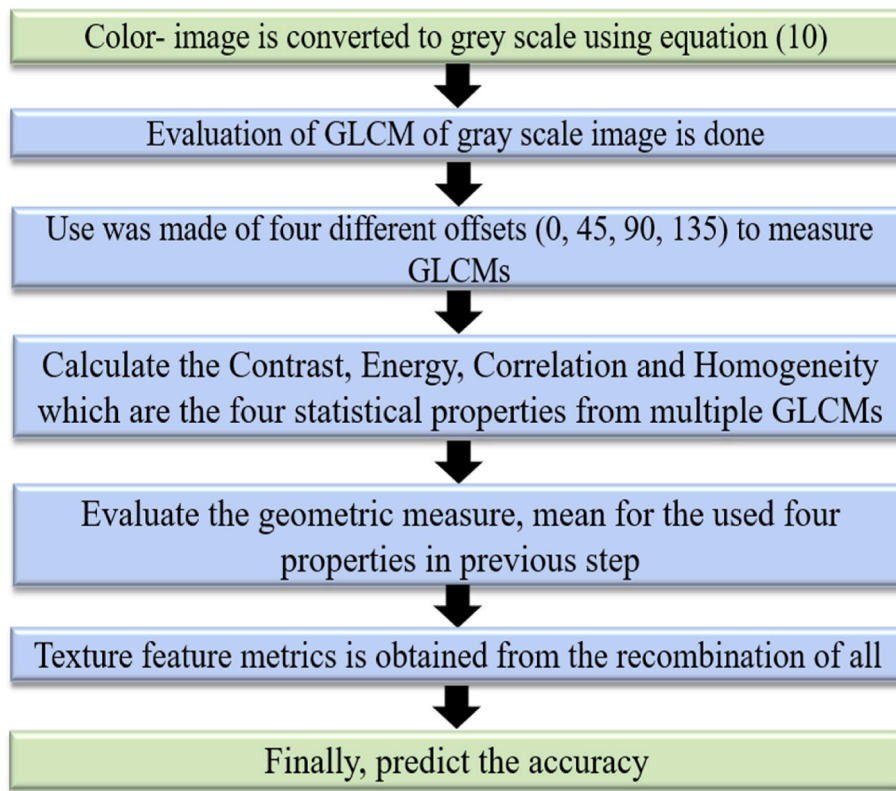 Color- image is converted to grey scale using equation (10)
Evaluation of GLCM of gray scale image is done
Use was made of four different offsets (0, 45, 90, 135) to measure
GLCMs
Calculate the Contrast, Energy, Correlation and Homogeneity
which are the four statistical properties from multiple GLCMs
Evaluate the geometric measure, mean for the used four
properties in previous step
Texture feature metrics is obtained from the recombination of all
Finally, predict the accuracy